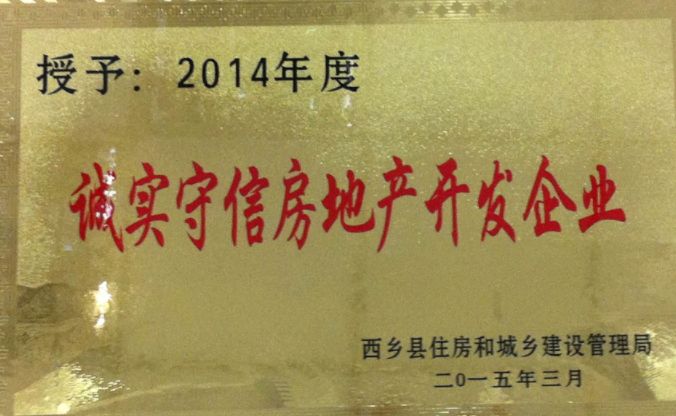 授予：2014年度
诚实守信房地产开发企业
西乡县住房和城乡建设管理局
二0一五年三月